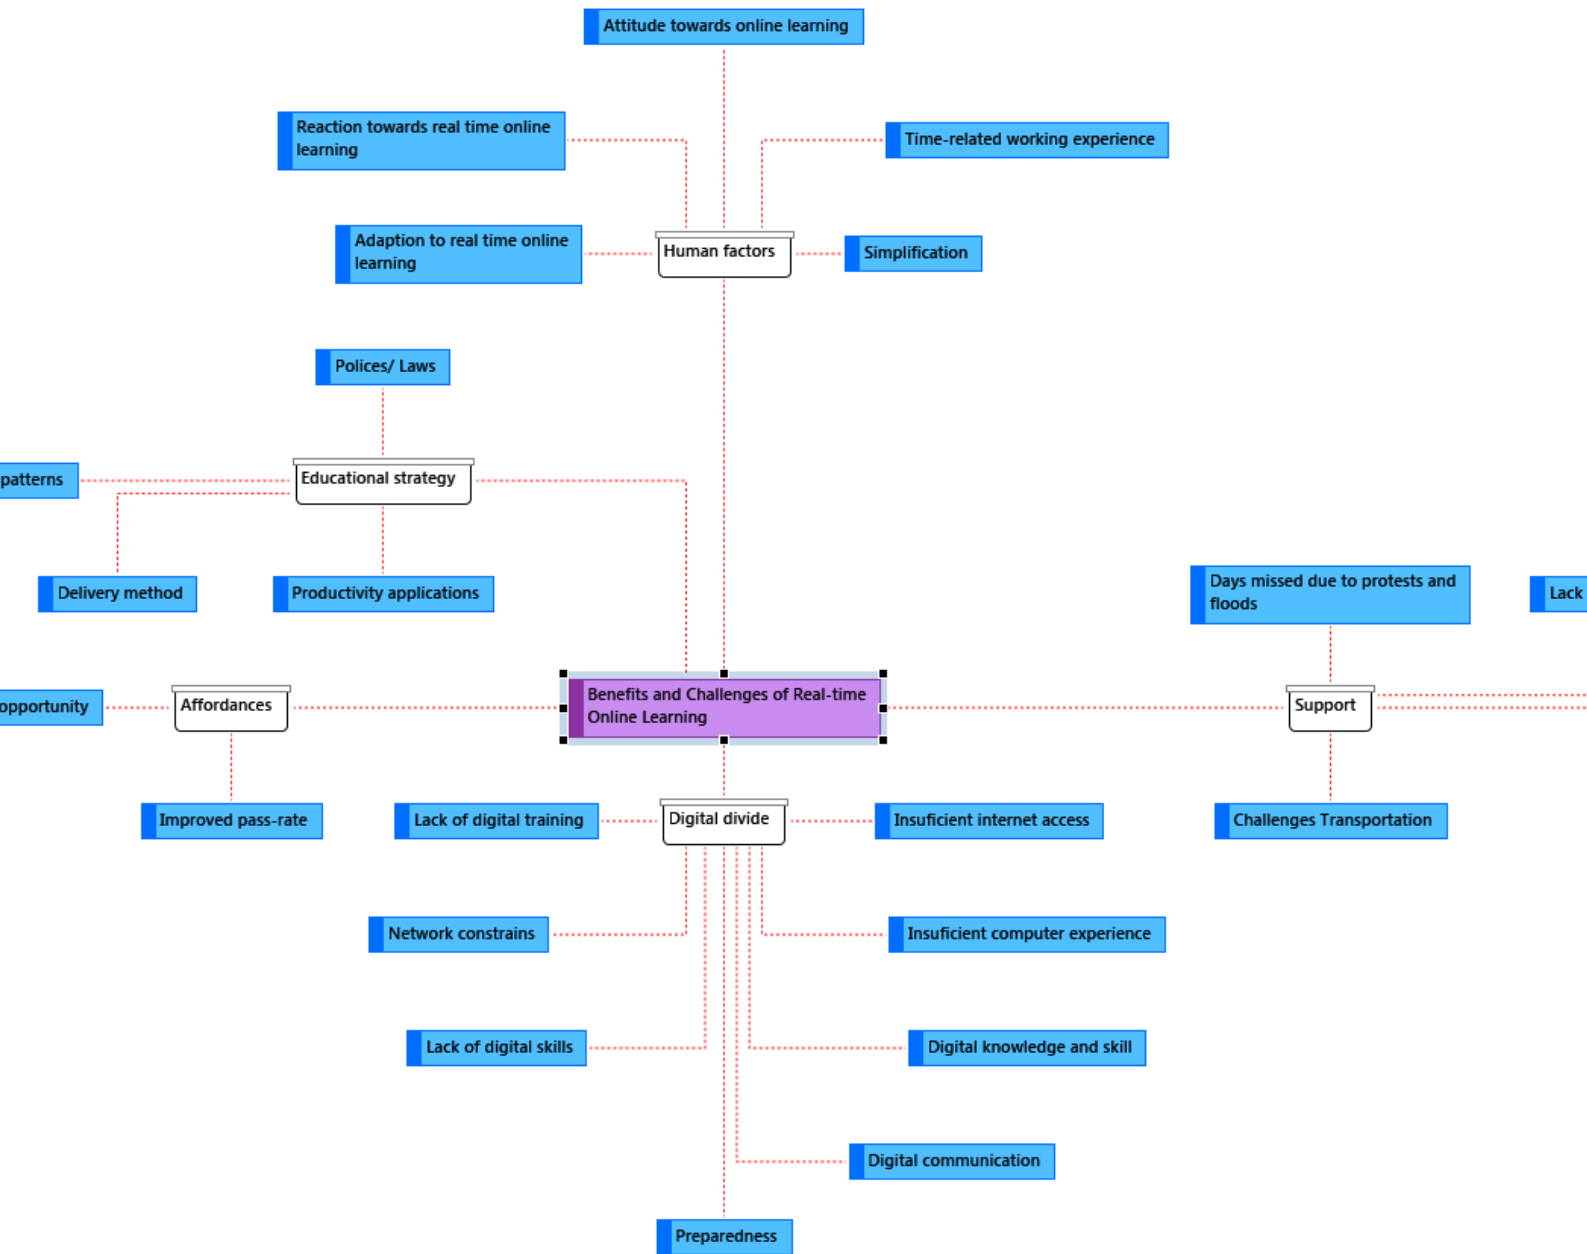 Attitude towards online learning
Reaction towards real time online
learning
Time-related working experience
Adaption to real time online
learning
Human factors
Simplification
Polices/ Laws
patterns
Educational strategy
Delivery method
Productivity applications
Days missed due to protests and
floods
Lack
opportunity
Affordances
Benefits and Challenges of Real-time
Online Learning
Support
Improved pass-rate
Lack of digital training
Digital divide
Insuficient internet access
Challenges Transportation
Network constrains
Insuficient computer experience
Lack of digital skills
Digital knowledge and skill
Digital communication
Preparedness